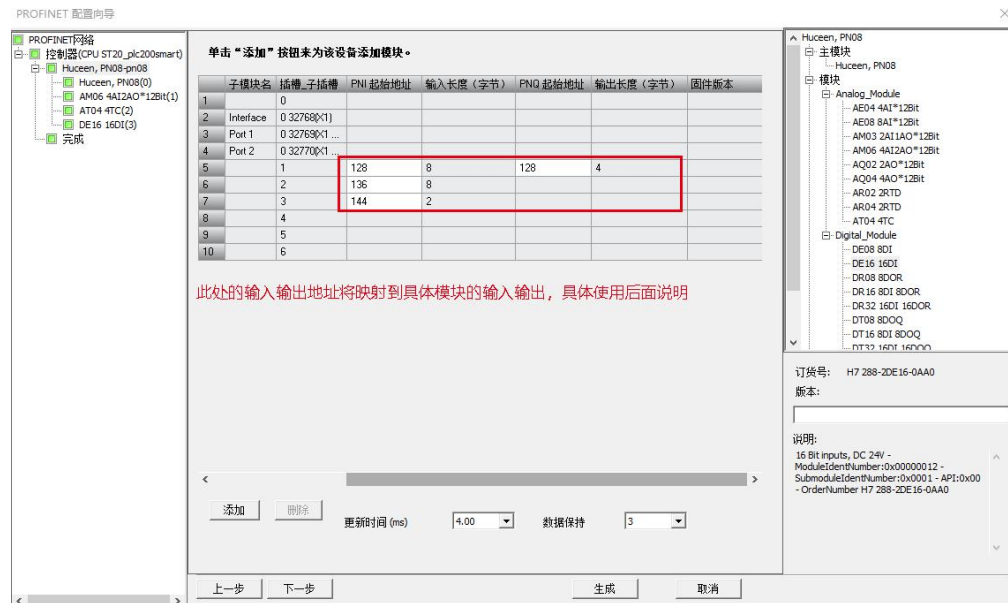 PROFINET 配置向导
PROFINET网络
控制器(CPU ST20_plc200smart)
Huceen, PN08-pn08
Huceen, PN08(0)
AM06 4AI2AO*12Bit(1)
AT04 4TC(2)
DE16 16DI(3)
完成
单击“添加”按钮来为该设备添加模块。
子模块名 插槽_子插槽 PNI 起始地址 输入长度（字节） PNQ 起始地址 输出长度（字节） 固件版本
1 0
2 Interface 0 32768(X1)
3 Port 1 0 32769(X1 ...
4 Port 2 0 32770(X1 ...
5 1 128 8 128 4
6 2 136 8
7 3 144 2
8 4
9 5
10 6
此处的输入输出地址将映射到具体模块的输入输出，具体使用后面说明
添加 删除 更新时间 (ms) 4.00 数据保持 3
上一步 下一步 生成 取消
Huceen, PN08
主模块
Huceen, PN08
模块
Analog_Module
AE04 4AI*12Bit
AE08 8AI*12Bit
AM03 2AI1AO*12Bit
AM06 4AI2AO*12Bit
AQ02 2AO*12Bit
AQ04 4AO*12Bit
AR02 2RTD
AR04 2RTD
AT04 4TC
Digital_Module
DE08 8DI
DE16 16DI
DR08 8DOR
DR16 8DI 8DOR
DR32 16DI 16DOR
DT08 8DOQ
DT16 8DI 8DOQ
DT32 16DI 16DOQ
订货号: H7 288-2DE16-0AA0
版本:
说明:
16 Bit inputs, DC 24V -
ModuleIdentNumber:0x00000012 -
SubmoduleIdentNumber:0x0001 - API:0x00
- OrderNumber H7 288-2DE16-0AA0